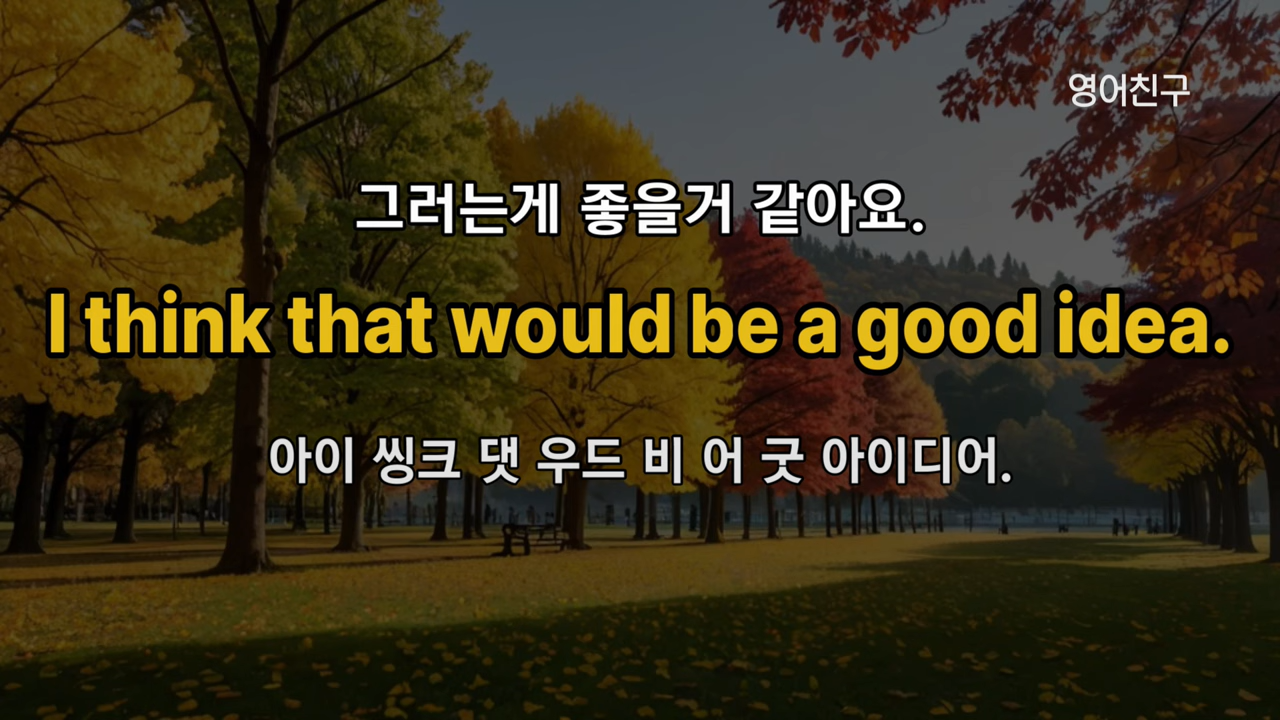 영어친구
그러는게 좋을거 같아요.
I think that would be a good idea.
아이 씽크 댓 우드 비 어 굿 아이디어.